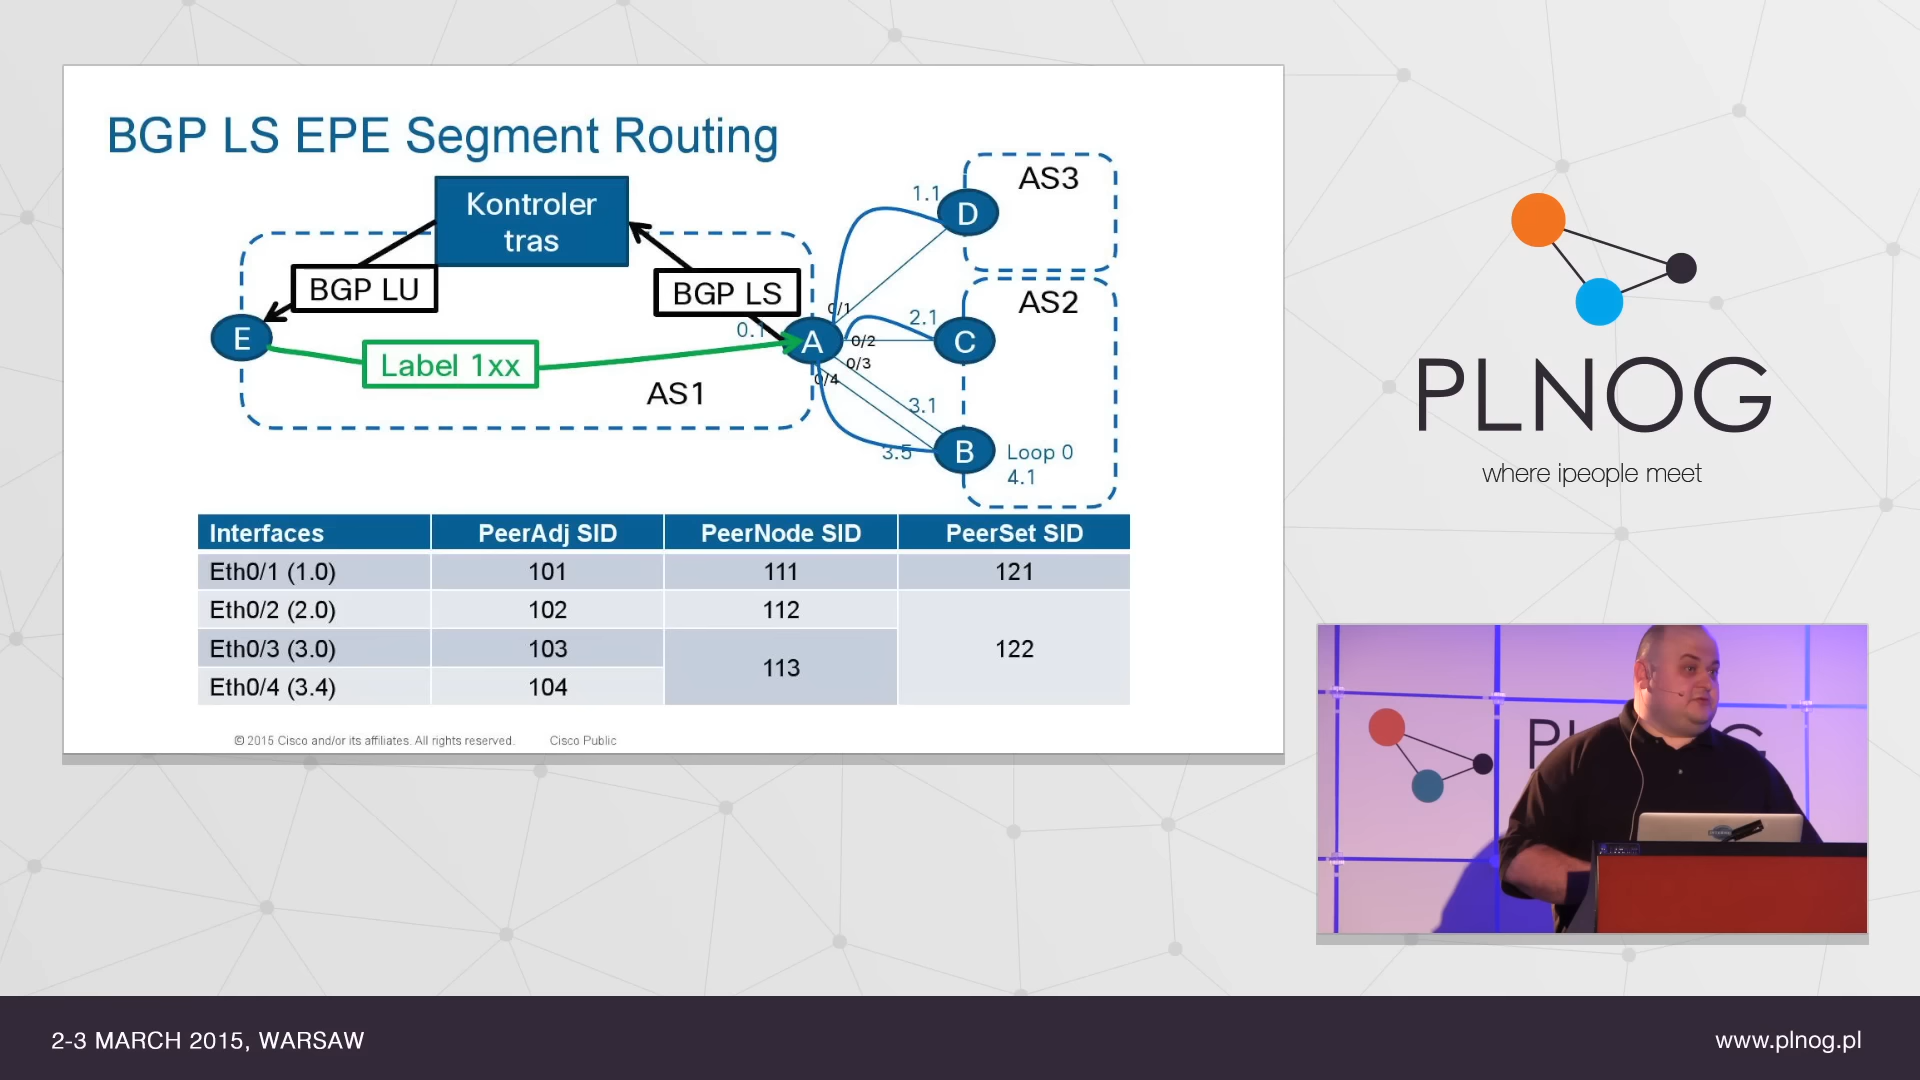 BGP LS EPE Segment Routing
Kontroler
tras
BGP LU
BGP LS
E
Label 1xx
A
AS1
0/1
0/2
0/3
0/4
1.1
D
AS3
2.1
C
AS2
3.1
3.5
B
Loop 0
4.1
Interfaces PeerAdj SID PeerNode SID PeerSet SID
Eth0/1 (1.0) 101 111 121
Eth0/2 (2.0) 102 112
Eth0/3 (3.0) 103 113 122
Eth0/4 (3.4) 104
© 2015 Cisco and/or its affiliates. All rights reserved. Cisco Public
PLNOG
where ipeople meet
2-3 MARCH 2015, WARSAW
www.plnog.pl